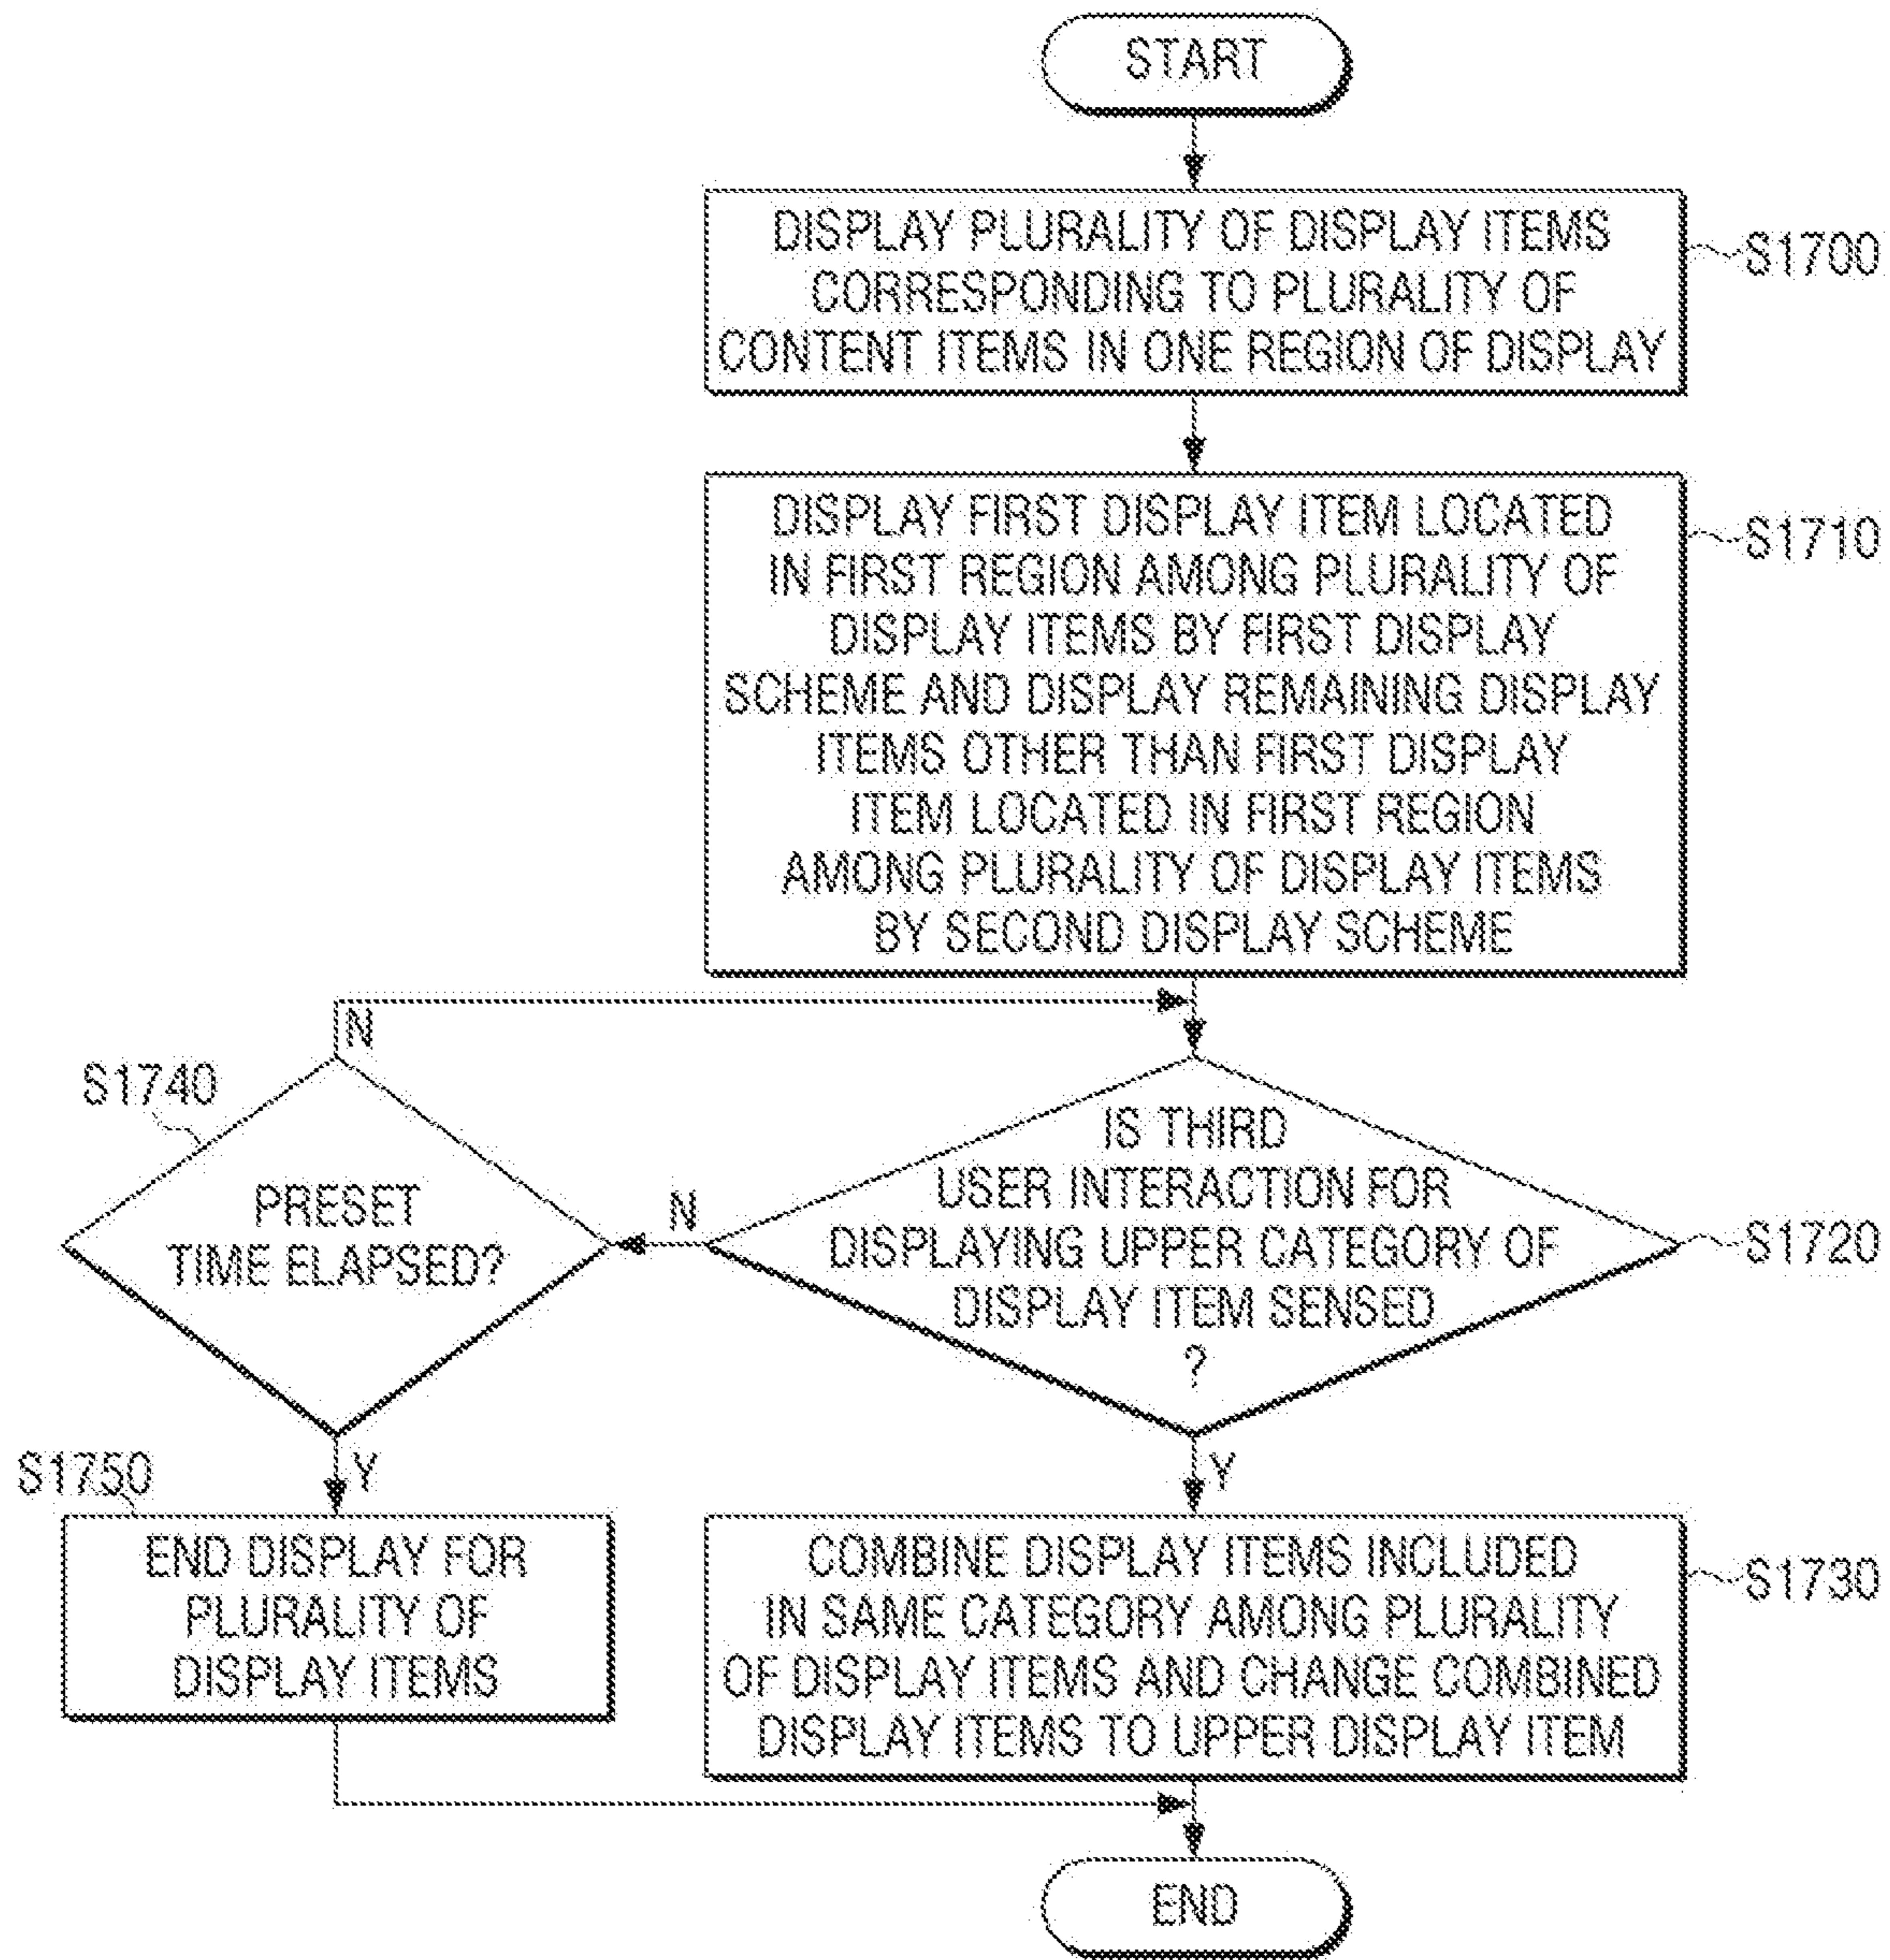 START
DISPLAY PLURALITY OF DISPLAY ITEMS
CORRESPONDING TO PLURALITY OF
CONTENT ITEMS IN ONE REGION OF DISPLAY
S1700
DISPLAY FIRST DISPLAY ITEM LOCATED
IN FIRST REGION AMONG PLURALITY OF
DISPLAY ITEMS BY FIRST DISPLAY
SCHEME AND DISPLAY REMAINING DISPLAY
ITEMS OTHER THAN FIRST DISPLAY
ITEM LOCATED IN FIRST REGION
AMONG PLURALITY OF DISPLAY ITEMS
BY SECOND DISPLAY SCHEME
S1710
IS THIRD
USER INTERACTION FOR
DISPLAYING UPPER CATEGORY OF
DISPLAY ITEM SENSED
?
S1720
N
Y
S1740
PRESET
TIME ELAPSED?
N
Y
S1750
END DISPLAY FOR
PLURALITY OF
DISPLAY ITEMS
COMBINE DISPLAY ITEMS INCLUDED
IN SAME CATEGORY AMONG PLURALITY
OF DISPLAY ITEMS AND CHANGE COMBINED
DISPLAY ITEMS TO UPPER DISPLAY ITEM
S1730
END